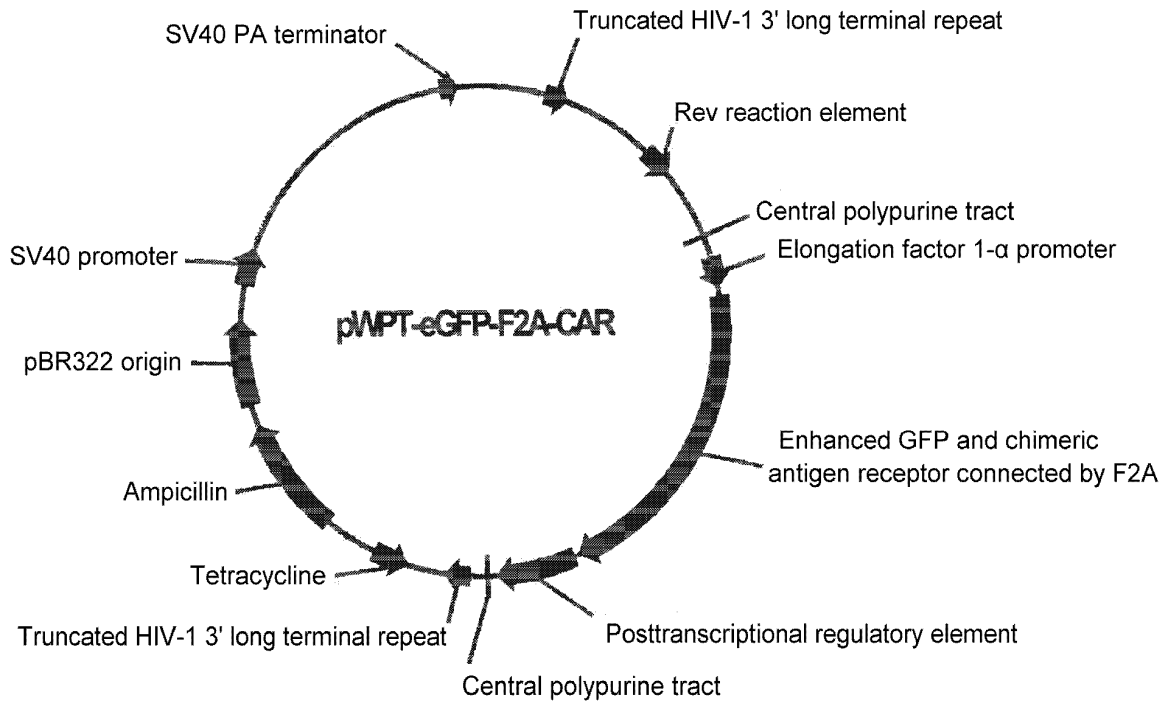 Truncated HIV-1 3' long terminal repeat
SV40 PA terminator
Rev reaction element
Central polypurine tract
Elongation factor 1-α promoter
SV40 promoter
pWPT-eGFP-F2A-CAR
pBR322 origin
Enhanced GFP and chimeric
antigen receptor connected by F2A
Ampicillin
Tetracycline
Truncated HIV-1 3' long terminal repeat
Posttranscriptional regulatory element
Central polypurine tract